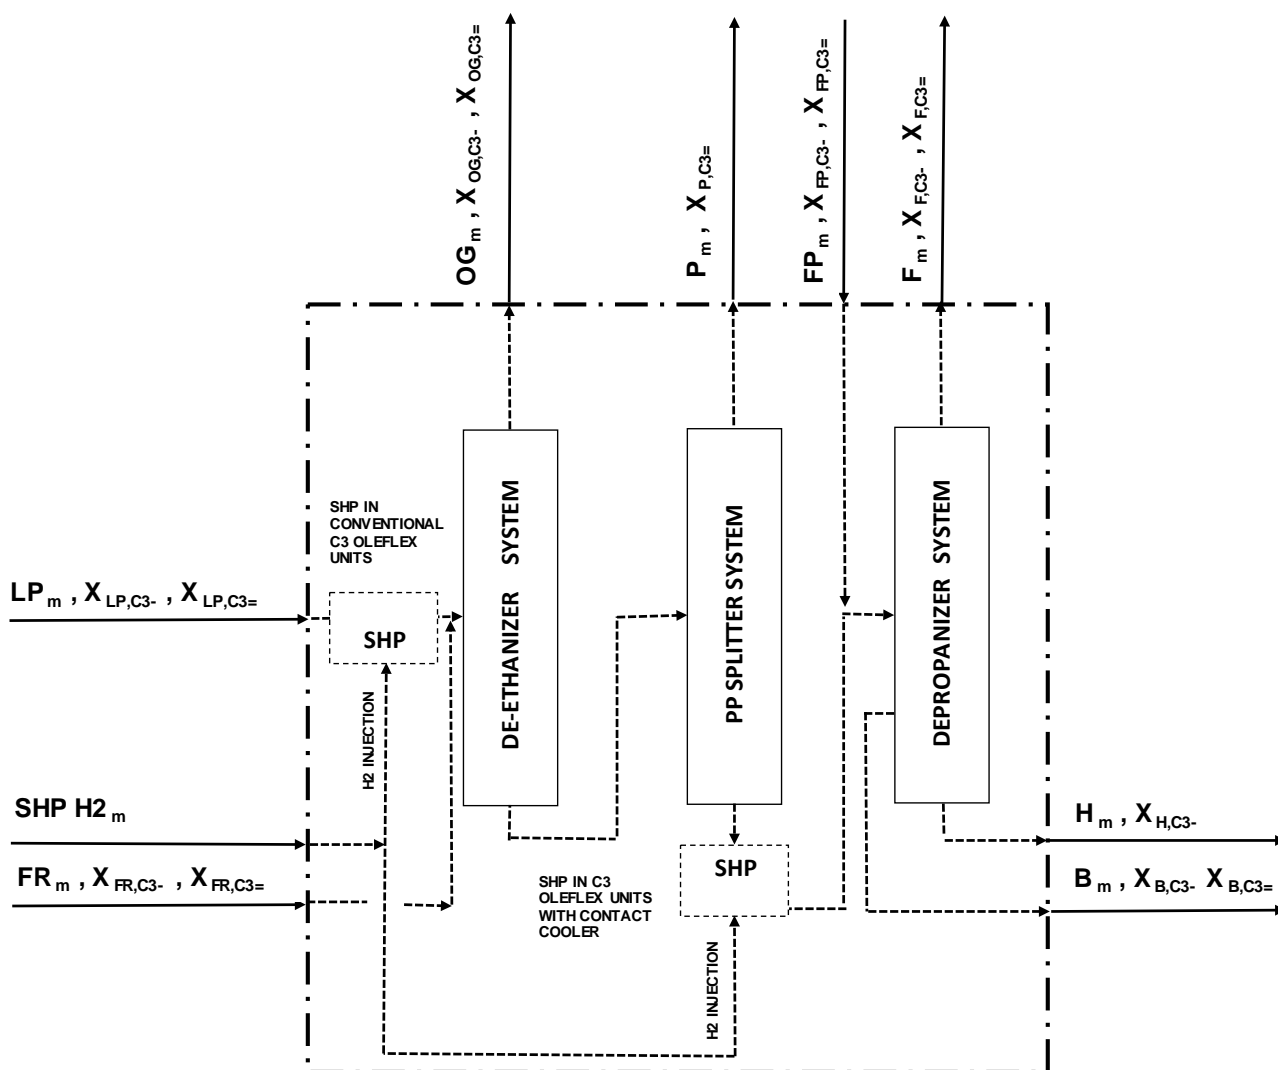 OG m , X OG,C3- , X OG,C3=
P m , X P,C3=
FP m , X FP,C3- , X FP,C3=
F m , X F,C3- , X F,C3=
SHP IN
CONVENTIONAL
C3 OLEFLEX
UNITS
LP m , X LP,C3- , X LP,C3=
SHP
H2 INJECTION
DE-ETHANIZER SYSTEM
PP SPLITTER SYSTEM
DEPROPANIZER SYSTEM
SHP H2 m
FR m , X FR,C3- , X FR,C3=
SHP IN C3
OLEFLEX UNITS
WITH CONTACT
COOLER
SHP
H2 INJECTION
H m , X H,C3-
B m , X B,C3- X B,C3=